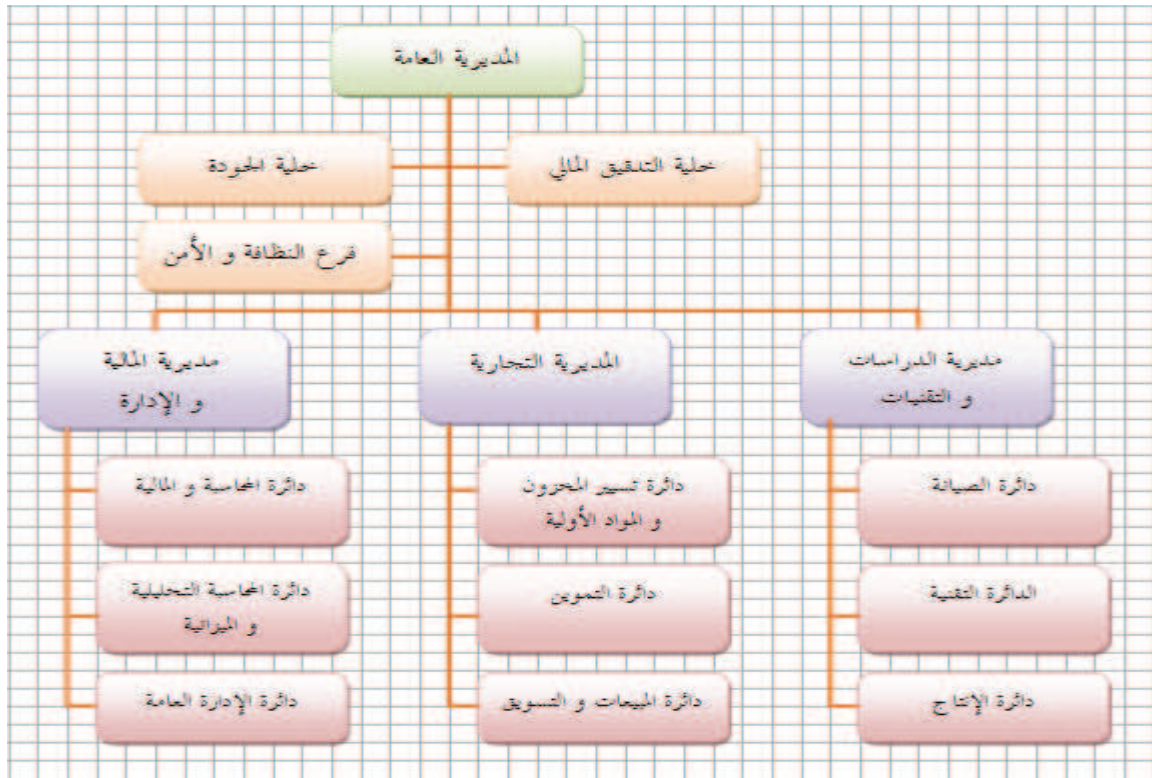 المديرية العامة
خلية التدقيق المالي
خلية الجودة
فرع النظافة و الأمن
مديرية الدراسات
و التقنيات
المديرية التجارية
مديرية المالية
و الإدارة
دائرة الصيانة
دائرة تسيير المخزون
و المواد الأولية
دائرة المحاسبة و المالية
الدائرة التقنية
دائرة التموين
دائرة المحاسبة التحليلية
و الميزانية
دائرة الإنتاج
دائرة المبيعات و التسويق
دائرة الإدارة العامة